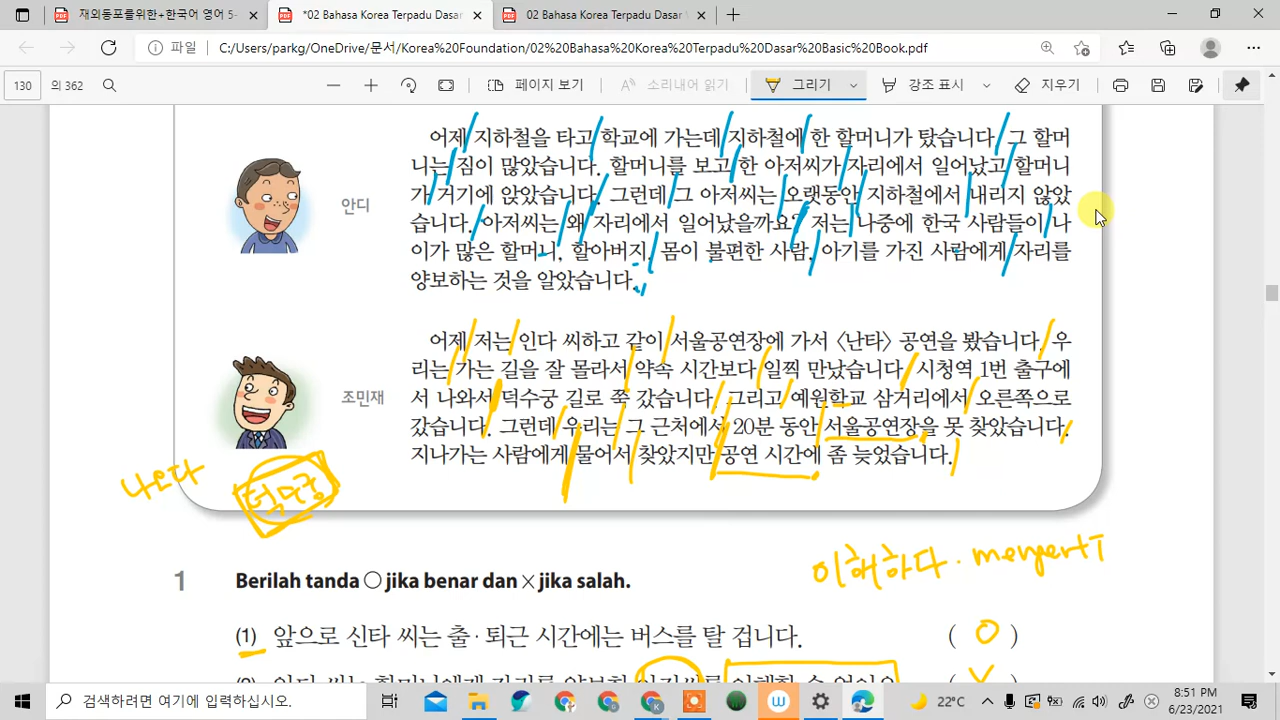 재외동포를위한+한국어 영어 5-
*02 Bahasa Korea Terpadu Dasar
02 Bahasa Korea Terpadu Dasar
파일
C:/Users/parkg/OneDrive/문서/Korea%20Foundation/02%20Bahasa%20Korea%20Terpadu%20Dasar%20Basic%20Book.pdf
130 의 362
페이지 보기
소리내어 읽기
그리기
강조 표시
지우기
어제 지하철을 타고 학교에 가는데 지하철에 한 할머니가 탔습니다. 그 할머
니는 짐이 많았습니다. 할머니를 보고 한 아저씨가 자리에서 일어났고 할머니
가 거기에 앉았습니다. 그런데 그 아저씨는 오랫동안 지하철에서 내리지 않았
습니다. 아저씨는 왜 자리에서 일어났을까요? 저는 나중에 한국 사람들이 나
이가 많은 할머니, 할아버지, 몸이 불편한 사람, 아기를 가진 사람에게 자리를
양보하는 것을 알았습니다.
안디
어제 저는 인다 씨하고 같이 서울공연장에 가서 〈난타〉 공연을 봤습니다. 우
리는 가는 길을 잘 몰라서 약속 시간보다 일찍 만났습니다. 시청역 1번 출구에
서 나와서 덕수궁 길로 쭉 갔습니다. 그리고 예원학교 삼거리에서 오른쪽으로
갔습니다. 그런데 우리는 그 근처에서 20분 동안 서울공연장을 못 찾았습니다.
지나가는 사람에게 물어서 찾았지만 공연 시간에 좀 늦었습니다.
조민재
나오다
덕수궁
이해하다. mengerti
1 Berilah tanda ○ jika benar dan × jika salah.
(1) 앞으로 신타 씨는 출·퇴근 시간에는 버스를 탈 겁니다. ( O )
검색하려면 여기에 입력하십시오.
22°C
8:51 PM
6/23/2021